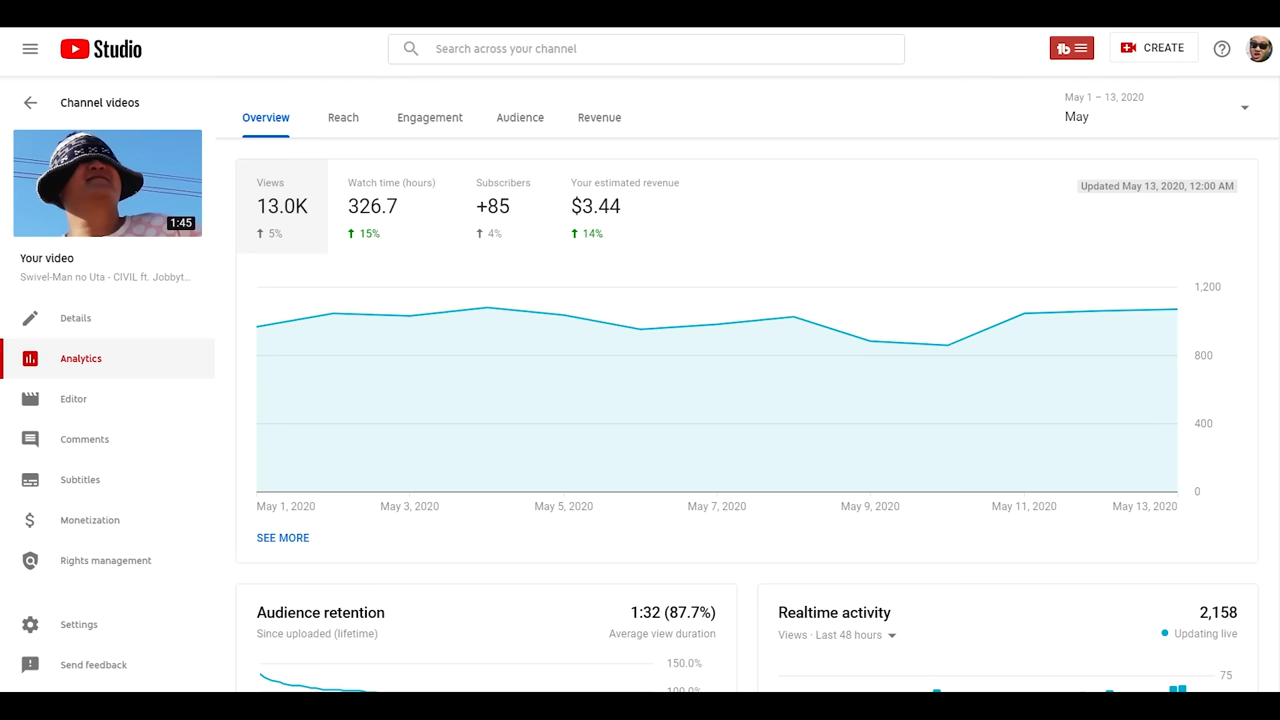 Studio
Search across your channel
CREATE
Channel videos
Overview
Reach
Engagement
Audience
Revenue
May 1 – 13, 2020
May
1:45
Your video
Swivel-Man no Uta - CIVIL ft. Jobbyt…
Details
Analytics
Editor
Comments
Subtitles
Monetization
Rights management
Settings
Send feedback
Views
13.0K
5%
Watch time (hours)
326.7
15%
Subscribers
+85
4%
Your estimated revenue
$3.44
14%
Updated May 13, 2020, 12:00 AM
1,200
800
400
0
May 1, 2020
May 3, 2020
May 5, 2020
May 7, 2020
May 9, 2020
May 11, 2020
May 13, 2020
SEE MORE
Audience retention
1:32 (87.7%)
Since uploaded (lifetime)
Average view duration
150.0%
100.0%
Realtime activity
2,158
Views · Last 48 hours
Updating live
75